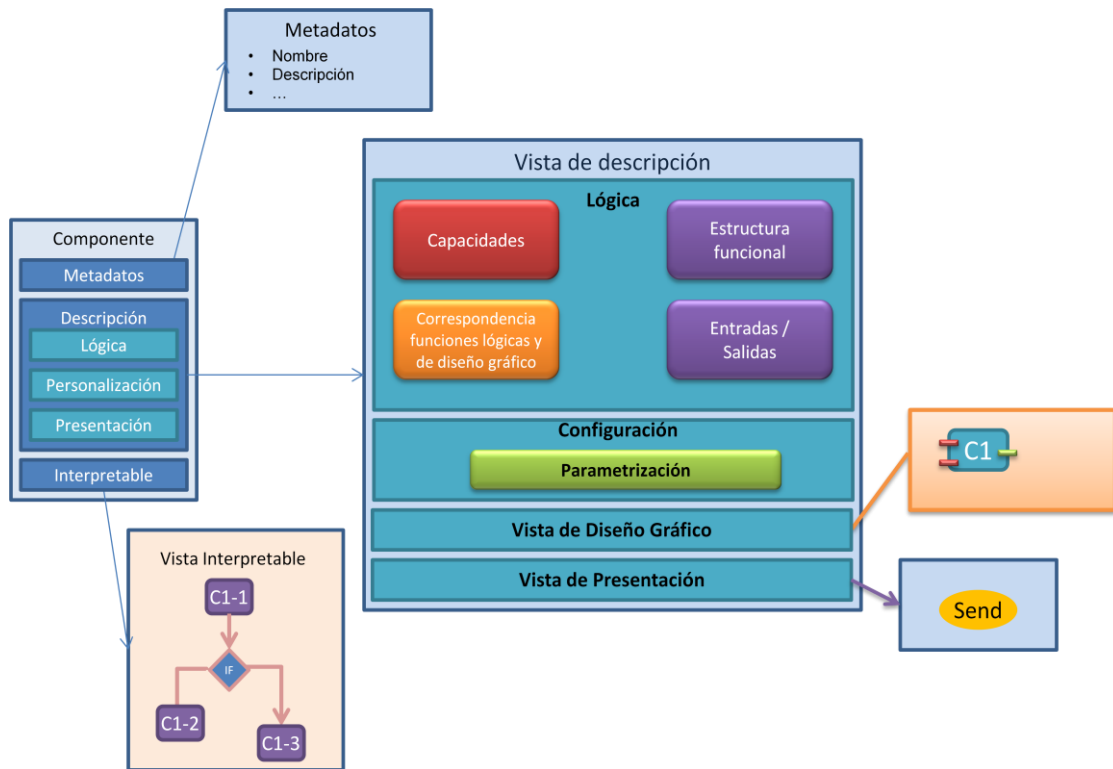 Metadatos
• Nombre
• Descripción
• ...
Componente
Metadatos
Descripción
Lógica
Personalización
Presentación
Interpretable
Vista de descripción
Lógica
Capacidades
Estructura
funcional
Correspondencia
funciones lógicas y
de diseño gráfico
Entradas /
Salidas
Configuración
Parametrización
Vista de Diseño Gráfico
Vista de Presentación
C1
Send
Vista Interpretable
C1-1
IF
C1-2
C1-3